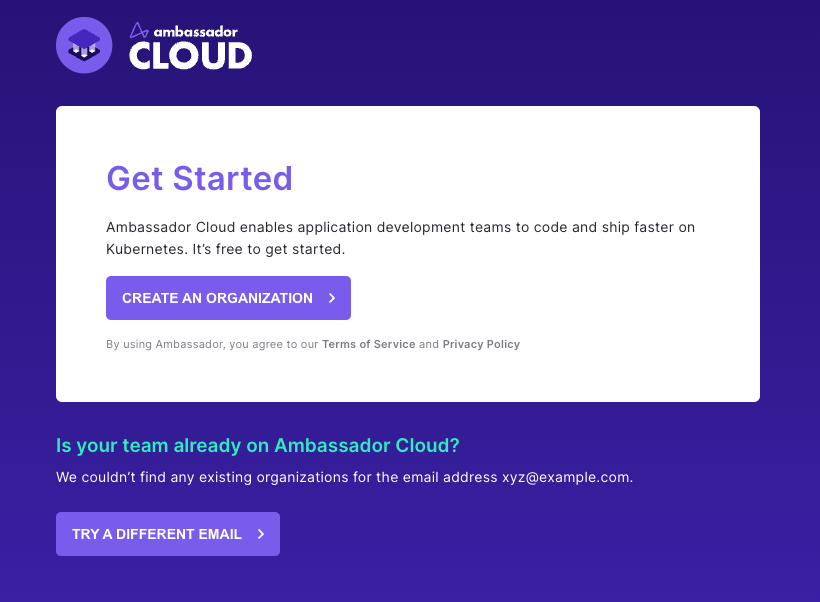 ambassador
CLOUD
Get Started
Ambassador Cloud enables application development teams to code and ship faster on
Kubernetes. It’s free to get started.
CREATE AN ORGANIZATION
By using Ambassador, you agree to our Terms of Service and Privacy Policy
Is your team already on Ambassador Cloud?
We couldn’t find any existing organizations for the email address xyz@example.com.
TRY A DIFFERENT EMAIL